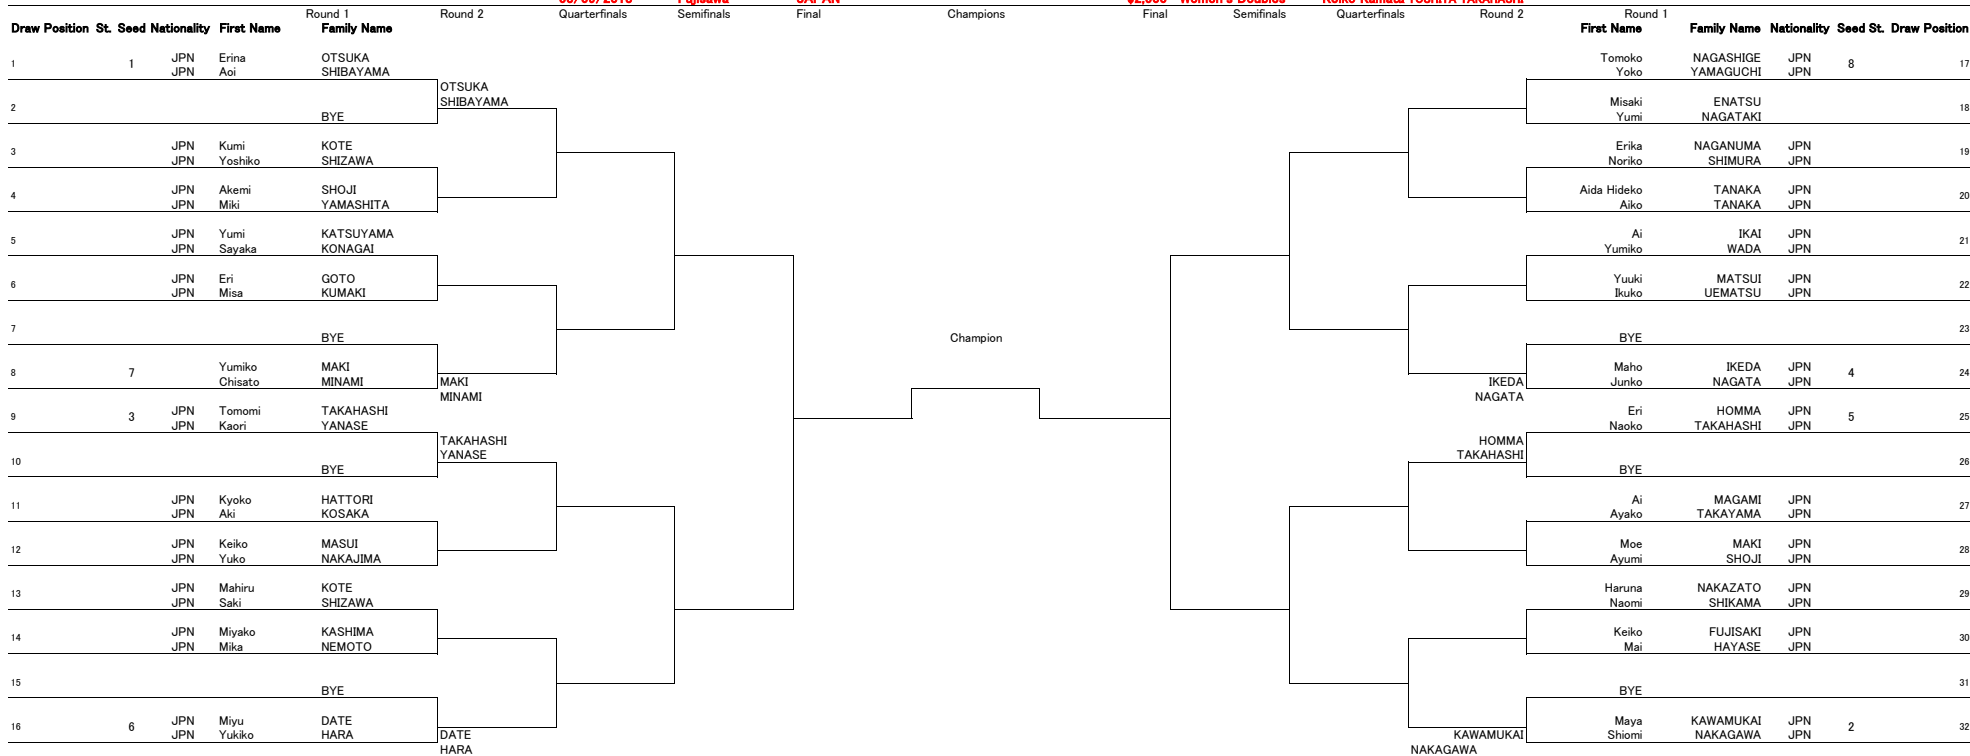 Round 1 Round 2 Quarterfinals Semifinals Final Champions Final Semifinals Quarterfinals Round 2 Round 1
Draw Position St. Seed Nationality First Name Family Name First Name Family Name Nationality Seed St. Draw Position
1 1 JPN Erina OTSUKA
JPN Aoi SHIBAYAMA
OTSUKA
SHIBAYAMA
2 BYE
3 JPN Kumi KOTE
JPN Yoshiko SHIZAWA
4 JPN Akemi SHOJI
JPN Miki YAMASHITA
5 JPN Yumi KATSUYAMA
JPN Sayaka KONAGAI
6 JPN Eri GOTO
JPN Misa KUMAKI
7 BYE
8 7 Yumiko MAKI
Chisato MINAMI
MAKI
MINAMI
9 3 JPN Tomomi TAKAHASHI
JPN Kaori YANASE
TAKAHASHI
YANASE
10 BYE
11 JPN Kyoko HATTORI
JPN Aki KOSAKA
12 JPN Keiko MASUI
JPN Yuko NAKAJIMA
13 JPN Mahiru KOTE
JPN Saki SHIZAWA
14 JPN Miyako KASHIMA
JPN Mika NEMOTO
15 BYE
16 6 JPN Miyu DATE
JPN Yukiko HARA
DATE
HARA
Champion
Tomoko NAGASHIGE JPN 8 17
Yoko YAMAGUCHI JPN
Misaki ENATSU 18
Yumi NAGATAKI
Erika NAGANUMA JPN 19
Noriko SHIMURA JPN
Aida Hideko TANAKA JPN 20
Aiko TANAKA JPN
Ai IKAI JPN 21
Yumiko WADA JPN
Yuuki MATSUI JPN 22
Ikuko UEMATSU JPN
BYE 23
Maho IKEDA JPN 4 24
Junko NAGATA JPN
IKEDA
NAGATA
Eri HOMMA JPN 5 25
Naoko TAKAHASHI JPN
HOMMA
TAKAHASHI
BYE 26
Ai MAGAMI JPN 27
Ayako TAKAYAMA JPN
Moe MAKI JPN 28
Ayumi SHOJI JPN
Haruna NAKAZATO JPN 29
Naomi SHIKAMA JPN
Keiko FUJISAKI JPN 30
Mai HAYASE JPN
BYE 31
Maya KAWAMUKAI JPN 2 32
Shiomi NAKAGAWA JPN
KAWAMUKAI
NAKAGAWA